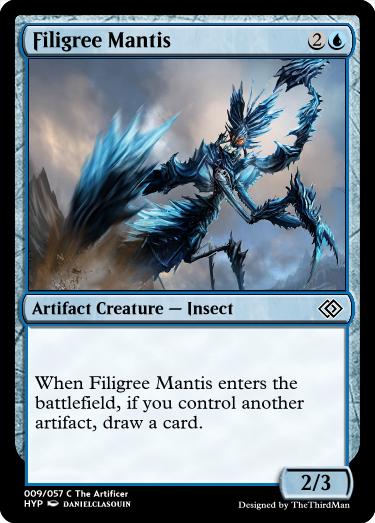 Filigree Mantis 2
Artifact Creature — Insect
When Filigree Mantis enters the
battlefield, if you control another
artifact, draw a card.
2/3
009/057 C The Artificer
HYP DANIELCLASOUIN Designed by TheThirdMan